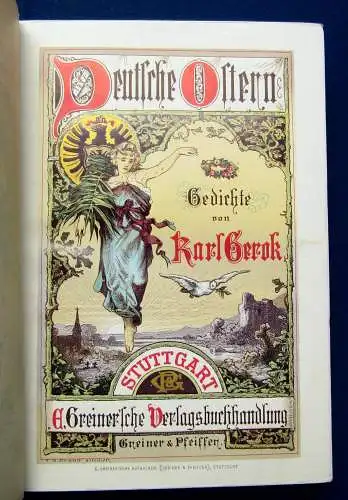 Deutsche Ostern
Gedichte
von
Karl Gerok
STUTTGART
E. Greiner'sche Verlagsbuchhandlung
Greiner & Pfeiffer